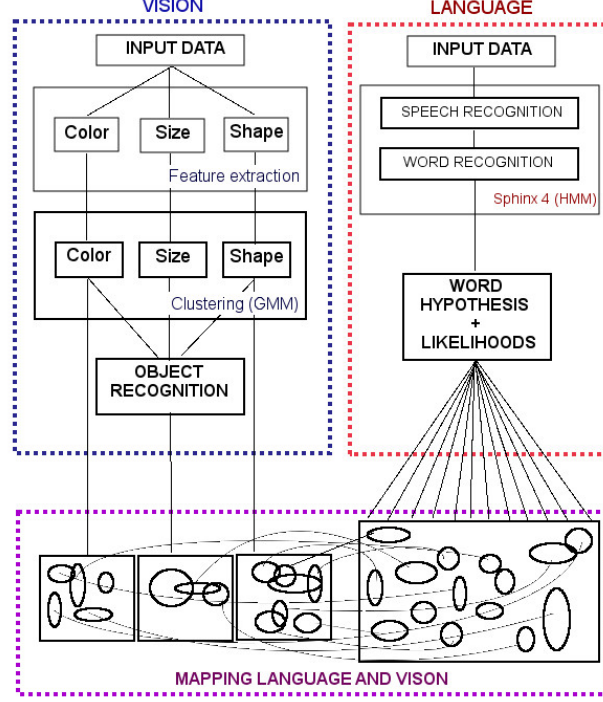 VISION
INPUT DATA
Color
Size
Shape
Feature extraction
Color
Size
Shape
Clustering (GMM)
OBJECT
RECOGNITION
LANGUAGE
INPUT DATA
SPEECH RECOGNITION
WORD RECOGNITION
Sphinx 4 (HMM)
WORD
HYPOTHESIS
+
LIKELIHOODS
MAPPING LANGUAGE AND VISON